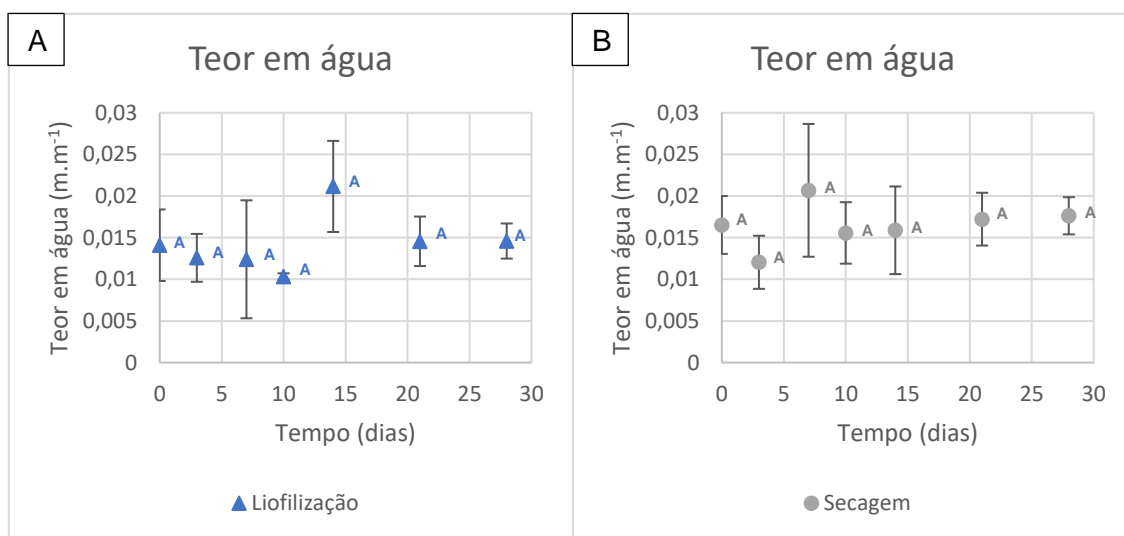 A
Teor em água
Teor em água (m.m⁻¹)
0,03
0,025
0,02
0,015
0,01
0,005
0
A
A
A
A
A
A
A
0 5 10 15 20 25 30
Tempo (dias)
Liofilização
B
Teor em água
Teor em água (m.m⁻¹)
0,03
0,025
0,02
0,015
0,01
0,005
0
A
A
A
A
A
A
A
0 5 10 15 20 25 30
Tempo (dias)
Secagem